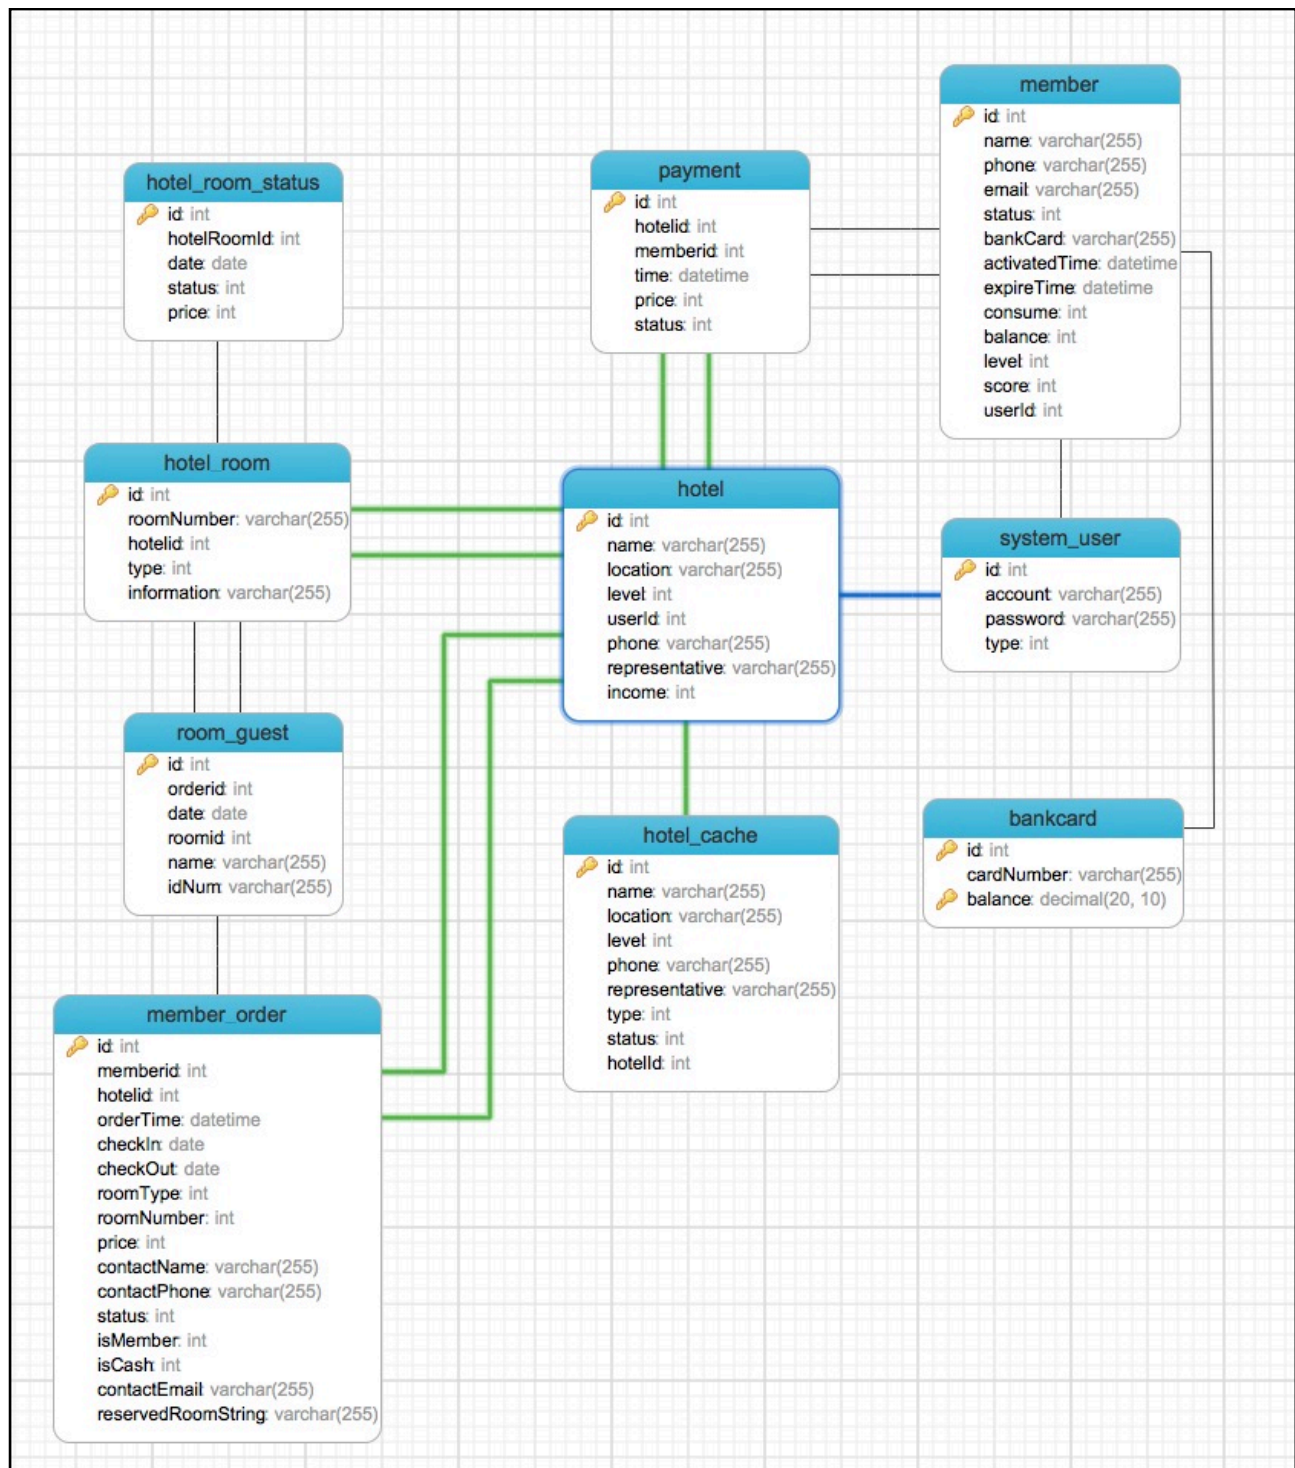 member
id: int
name: varchar(255)
phone: varchar(255)
email: varchar(255)
status: int
bankCard: varchar(255)
activatedTime: datetime
expireTime: datetime
consume: int
balance: int
level: int
score: int
userId: int
payment
id: int
hotelid: int
memberid: int
time: datetime
price: int
status: int
hotel_room_status
id: int
hotelRoomId: int
date: date
status: int
price: int
hotel_room
id: int
roomNumber: varchar(255)
hotelid: int
type: int
information: varchar(255)
hotel
id: int
name: varchar(255)
location: varchar(255)
level: int
userId: int
phone: varchar(255)
representative: varchar(255)
income: int
system_user
id: int
account: varchar(255)
password: varchar(255)
type: int
room_guest
id: int
orderid: int
date: date
roomid: int
name: varchar(255)
idNum: varchar(255)
hotel_cache
id: int
name: varchar(255)
location: varchar(255)
level: int
phone: varchar(255)
representative: varchar(255)
type: int
status: int
hotelId: int
bankcard
id: int
cardNumber: varchar(255)
balance: decimal(20, 10)
member_order
id: int
memberid: int
hotelid: int
orderTime: datetime
checkIn: date
checkOut: date
roomType: int
roomNumber: int
price: int
contactName: varchar(255)
contactPhone: varchar(255)
status: int
isMember: int
isCash: int
contactEmail: varchar(255)
reservedRoomString: varchar(255)